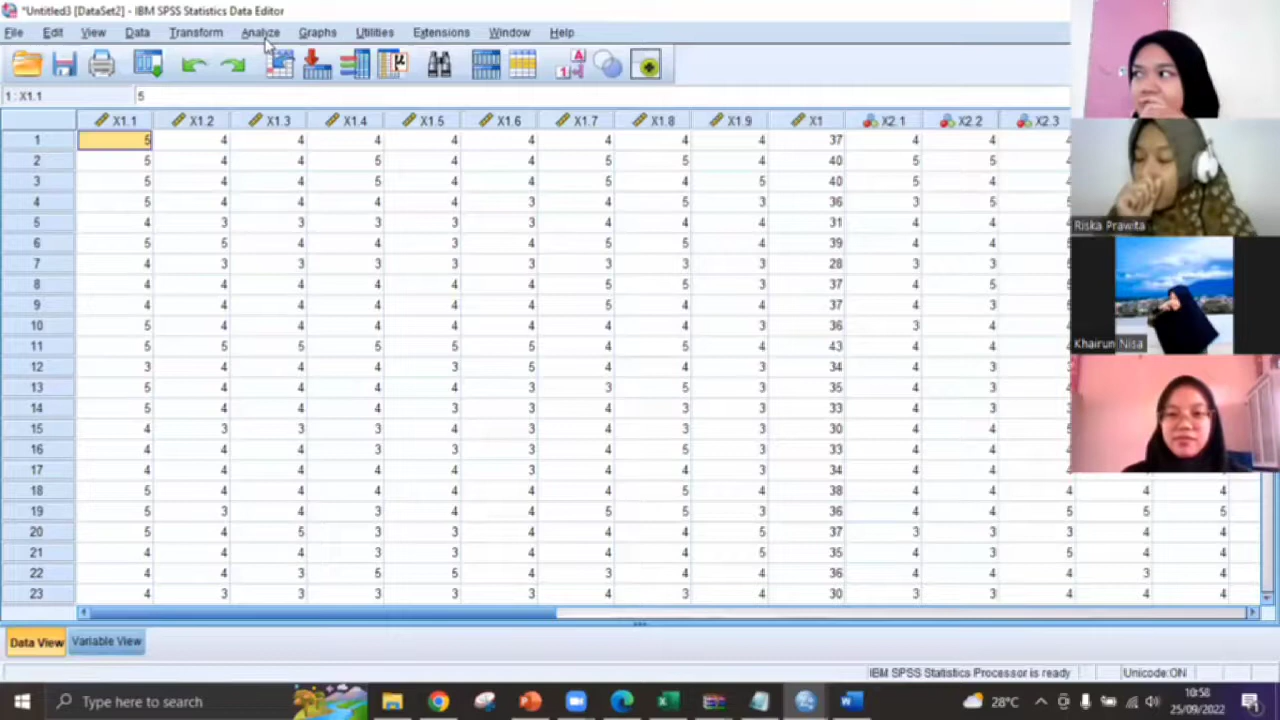 *Untitled3 [DataSet2] - IBM SPSS Statistics Data Editor
File Edit View Data Transform Analyze Graphs Utilities Extensions Window Help
1 : X1.1 5
X1.1 X1.2 X1.3 X1.4 X1.5 X1.6 X1.7 X1.8 X1.9 X1 X2.1 X2.2 X2.3
1 5 4 4 4 4 4 4 4 4 37 4 4 4
2 5 4 4 5 4 4 5 5 4 40 5 5 4
3 5 4 4 5 4 4 5 4 5 40 5 4 4
4 5 4 4 4 4 3 4 5 3 36 3 5
5 4 3 3 3 3 3 4 4 4 31 4 3
6 5 5 4 4 3 4 5 5 4 39 4 3
7 4 3 3 3 3 3 3 3 3 28 3 3
8 4 4 4 4 4 4 5 5 3 37 4 5
9 4 4 4 4 4 4 5 4 4 37 4 3
10 5 4 4 4 4 4 4 4 3 36 3 4
11 5 5 5 5 5 5 4 5 4 43 4 4
12 3 4 4 4 3 5 4 4 3 34 4 3
13 5 4 4 4 4 3 3 5 3 35 4 3
14 5 4 4 4 3 3 4 3 3 33 4 3
15 4 3 3 3 3 4 4 3 3 30 4 4
16 4 4 4 3 3 4 3 5 3 33 4 4
17 4 4 4 4 4 3 4 4 3 34 4 3
18 5 4 4 4 4 4 4 5 4 38 4 4 4 4 4
19 5 3 4 3 4 4 5 5 3 36 4 4 5 5 5
20 5 4 5 3 3 4 4 4 5 37 3 3 3 4 4
21 4 4 4 3 3 4 4 4 5 35 4 3 5 4 4
22 4 4 3 5 5 4 3 4 4 36 4 4 4 3 4
23 4 3 3 3 3 3 4 3 4 30 3 3 4 4 4
Riska Prawita
Khairun Nisa
Data View Variable View
IBM SPSS Statistics Processor is ready Unicode:ON
Type here to search 28°C 10:58
25/09/2022